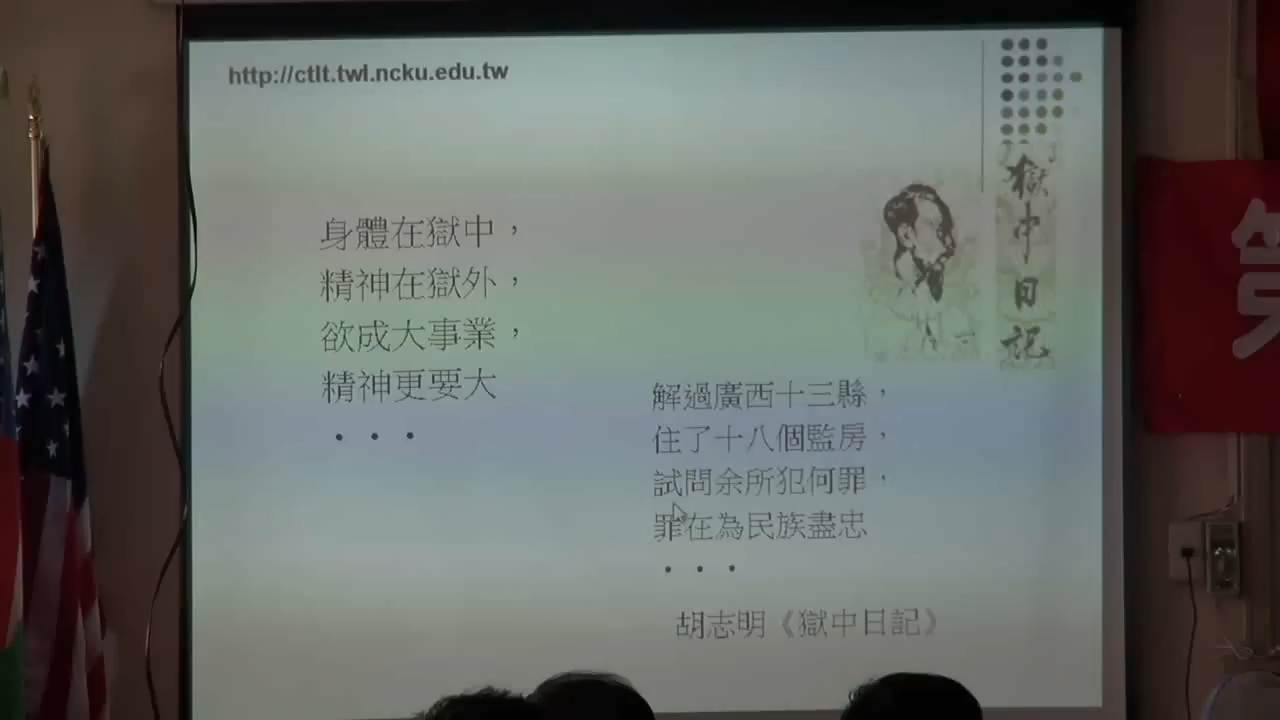 http://ctlt.twl.ncku.edu.tw
獄中日記
身體在獄中，
精神在獄外，
欲成大事業，
精神更要大
• • •
解過廣西十三縣，
住了十八個監房，
試問余所犯何罪，
罪在為民族盡忠
• • •
胡志明《獄中日記》
第